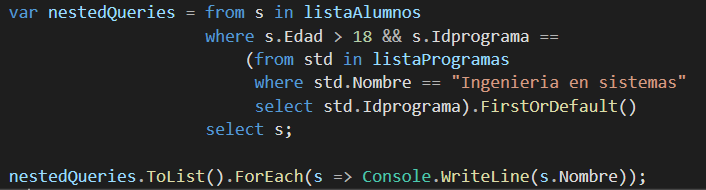 var nestedQueries = from s in listaAlumnos
where s.Edad > 18 && s.Idprograma ==
(from std in listaProgramas
where std.Nombre == "Ingenieria en sistemas"
select std.Idprograma).FirstOrDefault()
select s;
nestedQueries.ToList().ForEach(s => Console.WriteLine(s.Nombre));